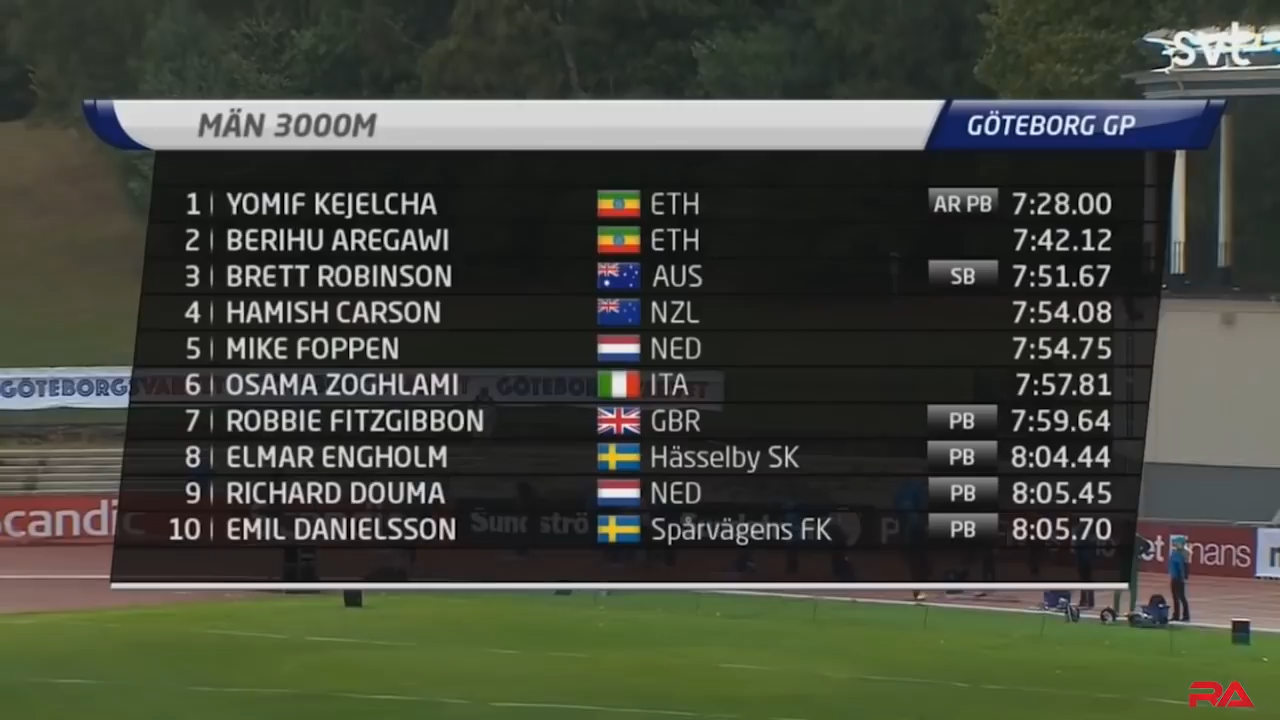 svt
MÄN 3000M GÖTEBORG GP
1 YOMIF KEJELCHA ETH AR PB 7:28.00
2 BERIHU AREGAWI ETH 7:42.12
3 BRETT ROBINSON AUS SB 7:51.67
4 HAMISH CARSON NZL 7:54.08
5 MIKE FOPPEN NED 7:54.75
6 OSAMA ZOGHLAMI ITA 7:57.81
7 ROBBIE FITZGIBBON GBR PB 7:59.64
8 ELMAR ENGHOLM Hässelby SK PB 8:04.44
9 RICHARD DOUMA NED PB 8:05.45
10 EMIL DANIELSSON Spårvägens FK PB 8:05.70
RA